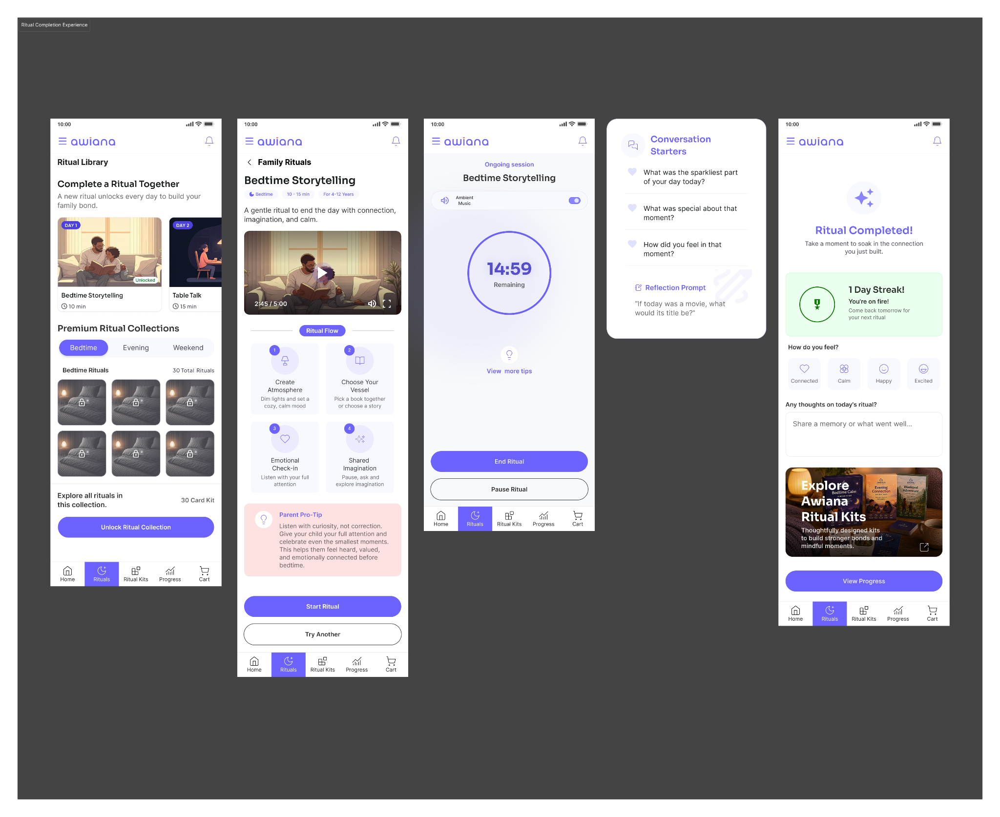 Ritual Completion Experience
10:00
awiana
Ritual Library
Complete a Ritual Together
A new ritual unlocks every day to build your
family bond.
DAY 1
Unlocked
Bedtime Storytelling
10 min
DAY 2
Table Talk
15 min
Premium Ritual Collections
Bedtime
Evening
Weekend
Bedtime Rituals
30 Total Rituals
Explore all rituals in
this collection.
30 Card Kit
Unlock Ritual Collection
Home
Rituals
Ritual Kits
Progress
Cart
10:00
awiana
Family Rituals
Bedtime Storytelling
Bedtime
10 - 15 min
For 4-12 Years
A gentle ritual to end the day with connection,
imagination, and calm.
2:45 / 5:00
Ritual Flow
1
Create
Atmosphere
Dim lights and set a
cozy, calm mood
2
Choose Your
Vessel
Pick a book together
or choose a story
3
Emotional
Check-in
Listen with your full
attention
4
Shared
Imagination
Pause, ask and
explore imagination
Parent Pro-Tip
Listen with curiosity, not correction.
Give your child your full attention and
celebrate even the smallest moments.
This helps them feel heard, valued,
and emotionally connected before
bedtime.
Start Ritual
Try Another
Home
Rituals
Ritual Kits
Progress
Cart
10:00
awiana
Ongoing session
Bedtime Storytelling
Ambient
Music
14:59
Remaining
View more tips
End Ritual
Pause Ritual
Home
Rituals
Ritual Kits
Progress
Cart
Conversation
Starters
What was the sparkliest part
of your day today?
What was special about that
moment?
How did you feel in that
moment?
Reflection Prompt
“If today was a movie, what
would its title be?”
10:00
awiana
Ritual Completed!
Take a moment to soak in the connection
you just built.
1
1 Day Streak!
You're on fire!
Come back tomorrow for
your next ritual
How do you feel?
Connected
Calm
Happy
Excited
Any thoughts on today's ritual?
Share a memory or what went well...
Explore
Awiana
Ritual Kits
Thoughtfully designed kits
to build stronger bonds and
mindful moments.
Bedtime Calm
Evening
Connection
Weekend
Adventure
View Progress
Home
Rituals
Ritual Kits
Progress
Cart